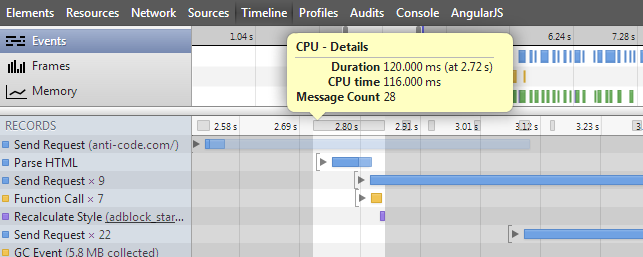 Elements Resources Network Sources Timeline Profiles Audits Console AngularJS
Events
1.04 s 6.24 s 7.28 s
CPU - Details
Duration 120.000 ms (at 2.72 s)
CPU time 116.000 ms
Message Count 28
Frames
Memory
RECORDS
2.58 s 2.69 s 2.80 s 2.91 s 3.01 s 3.12 s 3.23 s
Send Request (anti-code.com/)
Parse HTML
Send Request × 9
Function Call × 7
Recalculate Style (adblock_star...
Send Request × 22
GC Event (5.8 MB collected)